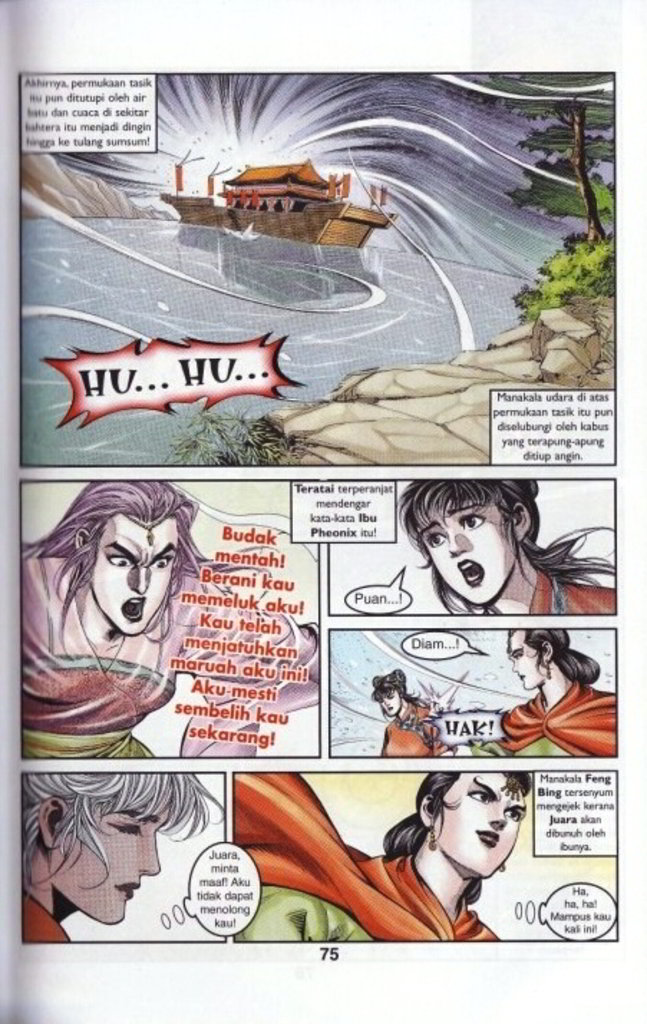 Akhirnya, permukaan tasik
itu pun ditutupi oleh air
batu dan cuaca di sekitar
bahtera itu menjadi dingin
hingga ke tulang sumsum!
HU... HU...
Manakala udara di atas
permukaan tasik itu pun
diselubungi oleh kabus
yang terapung-apung
ditiup angin.
Budak
mentah!
Berani kau
memeluk aku!
Kau telah
menjatuhkan
maruah aku ini!
Aku mesti
sembelih kau
sekarang!
Teratai terperanjat
mendengar
kata-kata Ibu
Pheonix itu!
Puan...!
Diam...!
HAK!
Juara,
minta
maaf! Aku
tidak dapat
menolong
kau!
Manakala Feng
Bing tersenyum
mengejek kerana
Juara akan
dibunuh oleh
ibunya.
Ha,
ha, ha!
Mampus kau
kali ini!
75